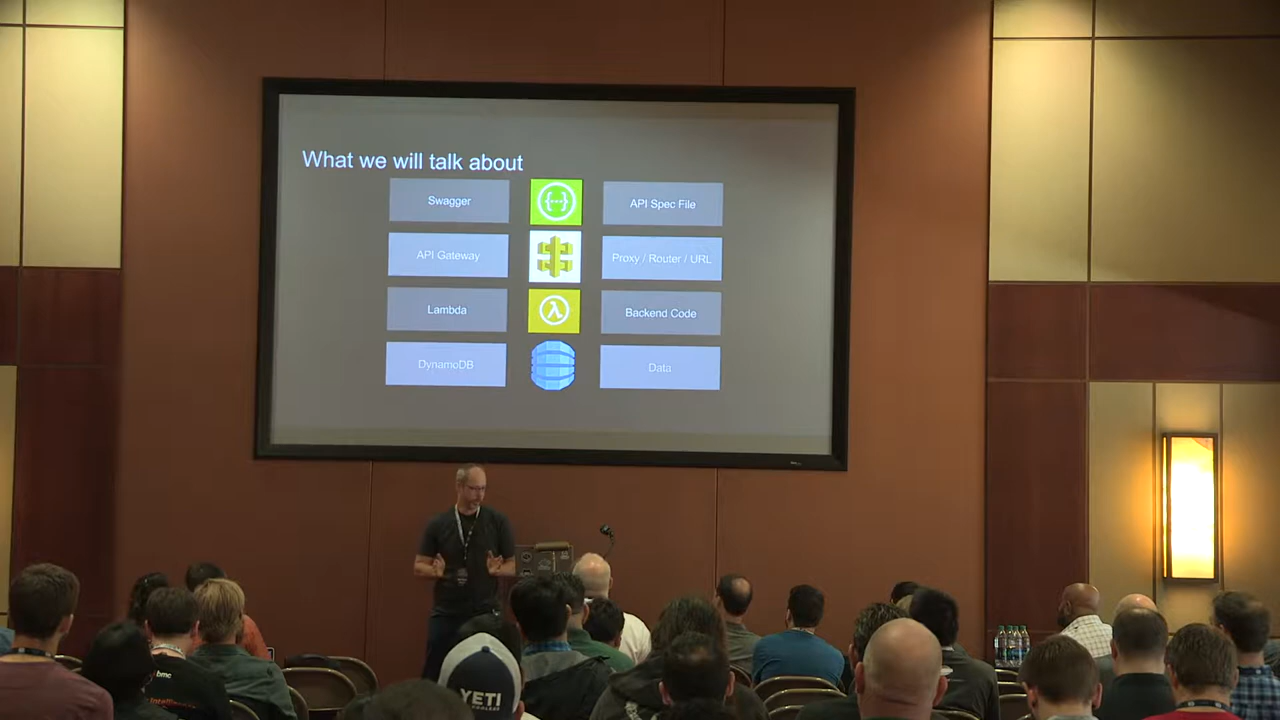 What we will talk about
Swagger
API Spec File
API Gateway
Proxy / Router / URL
Lambda
Backend Code
DynamoDB
Data
YETI
bmc